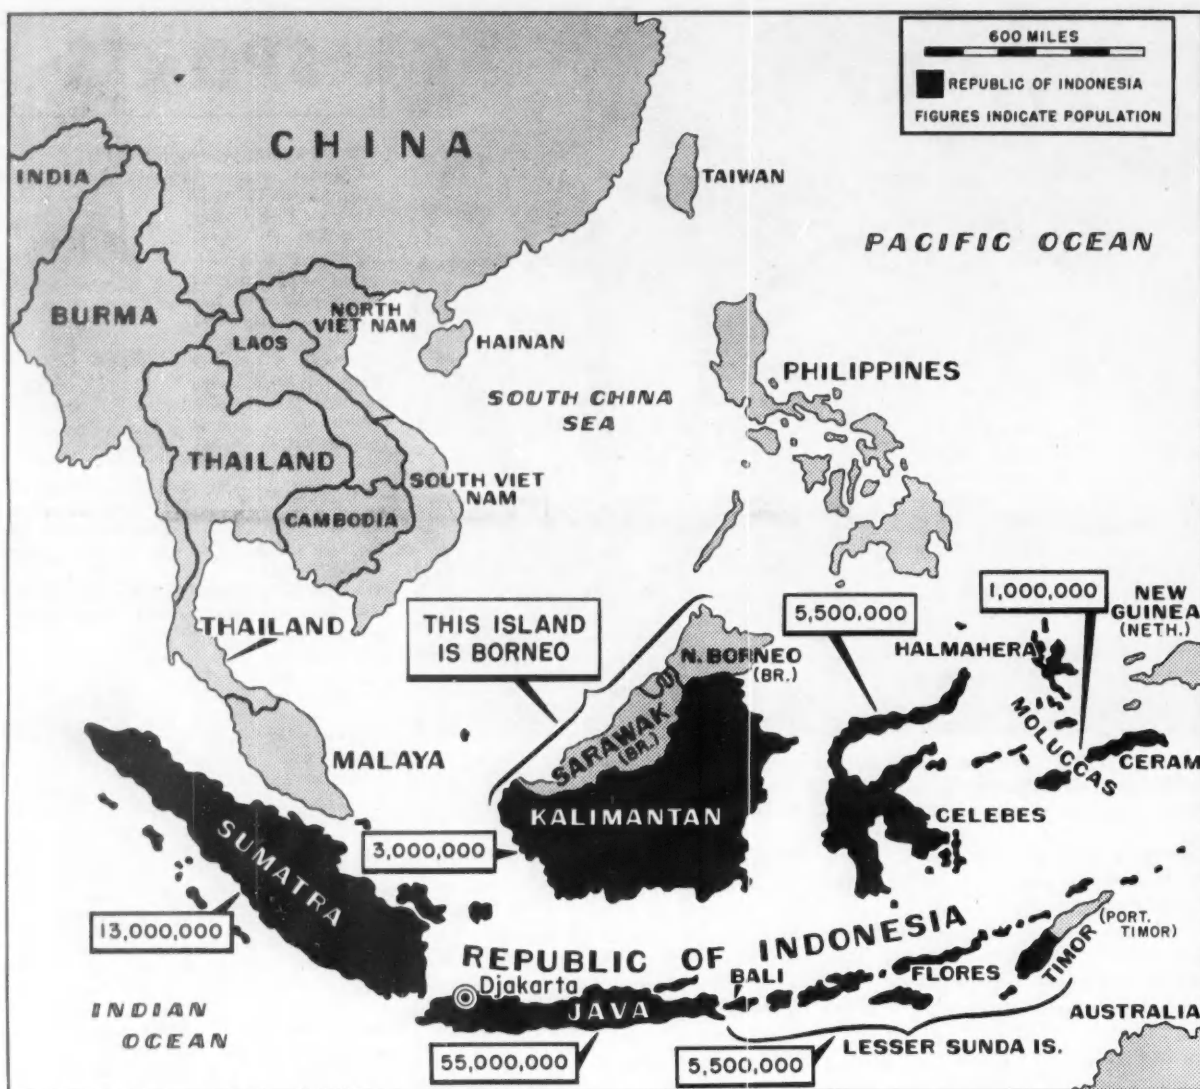 600 MILES
REPUBLIC OF INDONESIA
FIGURES INDICATE POPULATION
CHINA
INDIA
TAIWAN
PACIFIC OCEAN
BURMA
NORTH
VIET NAM
LAOS
HAINAN
PHILIPPINES
SOUTH CHINA
SEA
THAILAND
SOUTH VIET
NAM
CAMBODIA
1,000,000
NEW
GUINEA
(NETH.)
5,500,000
THAILAND
THIS ISLAND
IS BORNEO
HALMAHERA
N. BORNEO
(BR.)
SARAWAK
(BR.)
MOLUCCAS
MALAYA
CERAM
KALIMANTAN
CELEBES
SUMATRA
3,000,000
13,000,000
REPUBLIC OF INDONESIA
(PORT.
TIMOR)
TIMOR
BALI
FLORES
Djakarta
JAVA
INDIAN
OCEAN
AUSTRALIA
LESSER SUNDA IS.
55,000,000
5,500,000